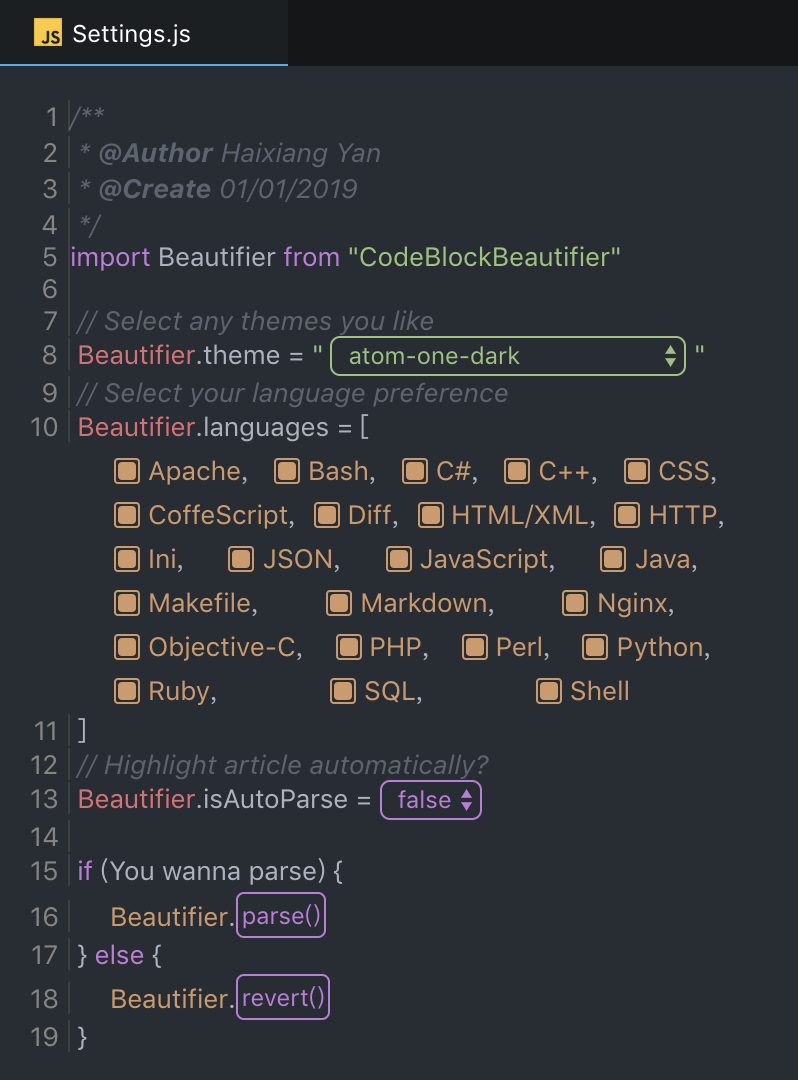 JS Settings.js
1 /**
2 * @Author Haixiang Yan
3 * @Create 01/01/2019
4 */
5 import Beautifier from "CodeBlockBeautifier"
6
7 // Select any themes you like
8 Beautifier.theme = " atom-one-dark "
9 // Select your language preference
10 Beautifier.languages = [
Apache, Bash, C#, C++, CSS,
CoffeScript, Diff, HTML/XML, HTTP,
Ini, JSON, JavaScript, Java,
Makefile, Markdown, Nginx,
Objective-C, PHP, Perl, Python,
Ruby, SQL, Shell
11 ]
12 // Highlight article automatically?
13 Beautifier.isAutoParse = false
14
15 if (You wanna parse) {
16 Beautifier.parse()
17 } else {
18 Beautifier.revert()
19 }